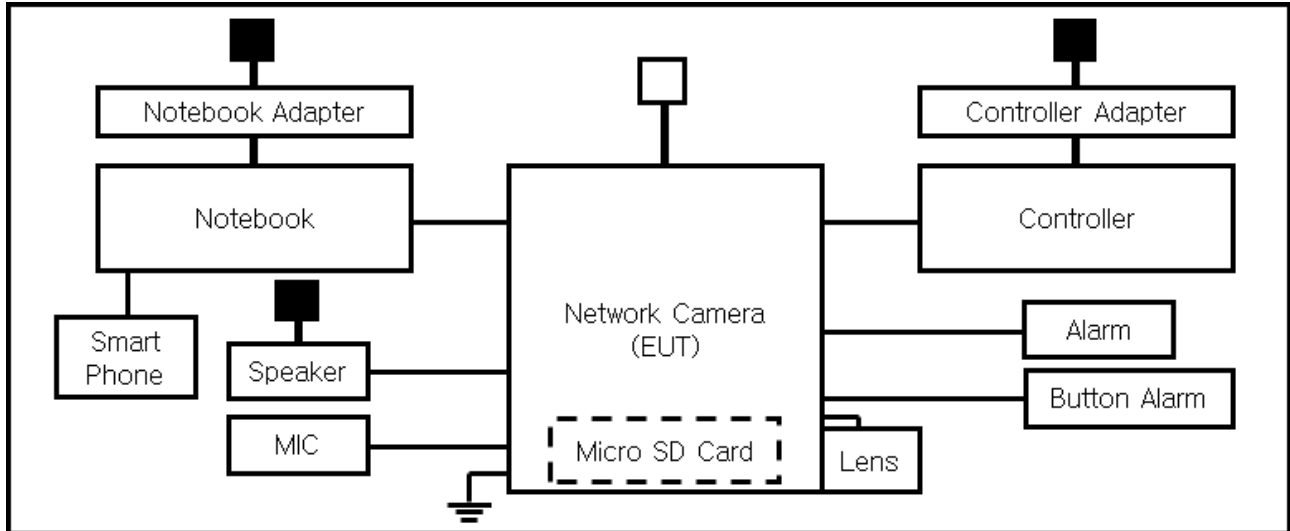 Notebook Adapter
Controller Adapter
Notebook
Controller
Network Camera
(EUT)
Smart
Phone
Speaker
MIC
Alarm
Button Alarm
Micro SD Card
Lens